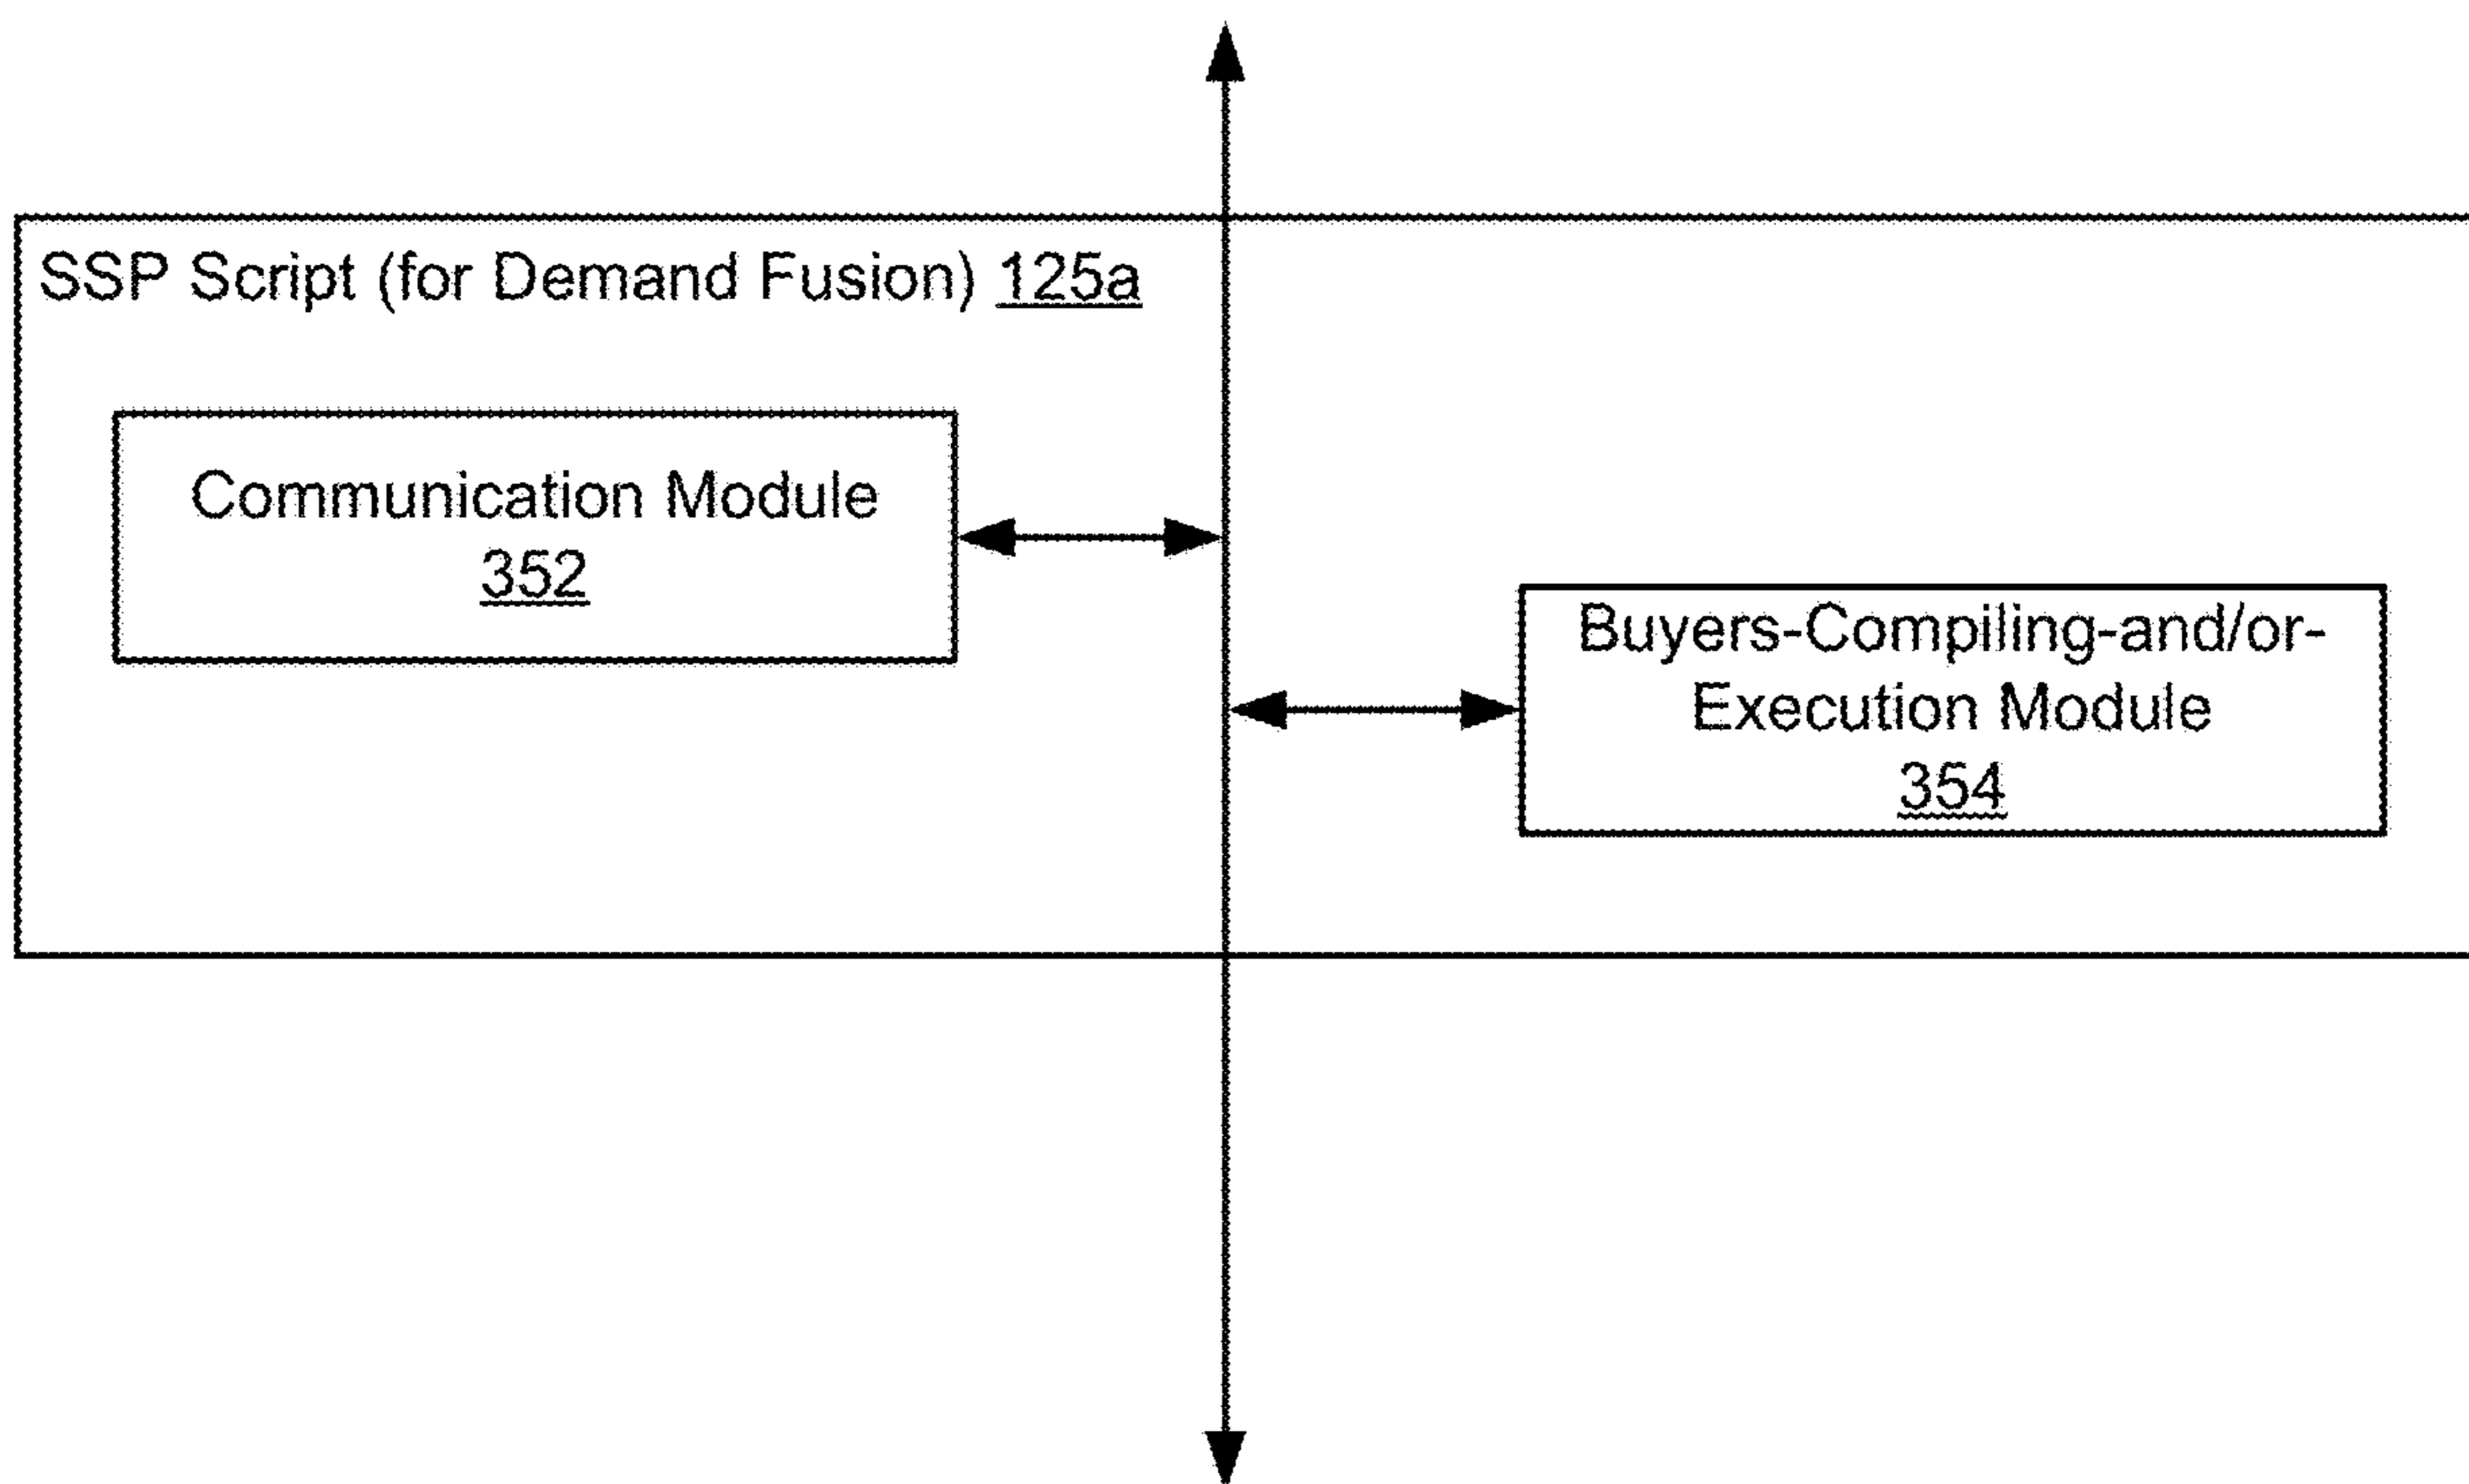 SSP Script (for Demand Fusion) 125a
Communication Module
352
Buyers-Compiling-and/or-
Execution Module
354